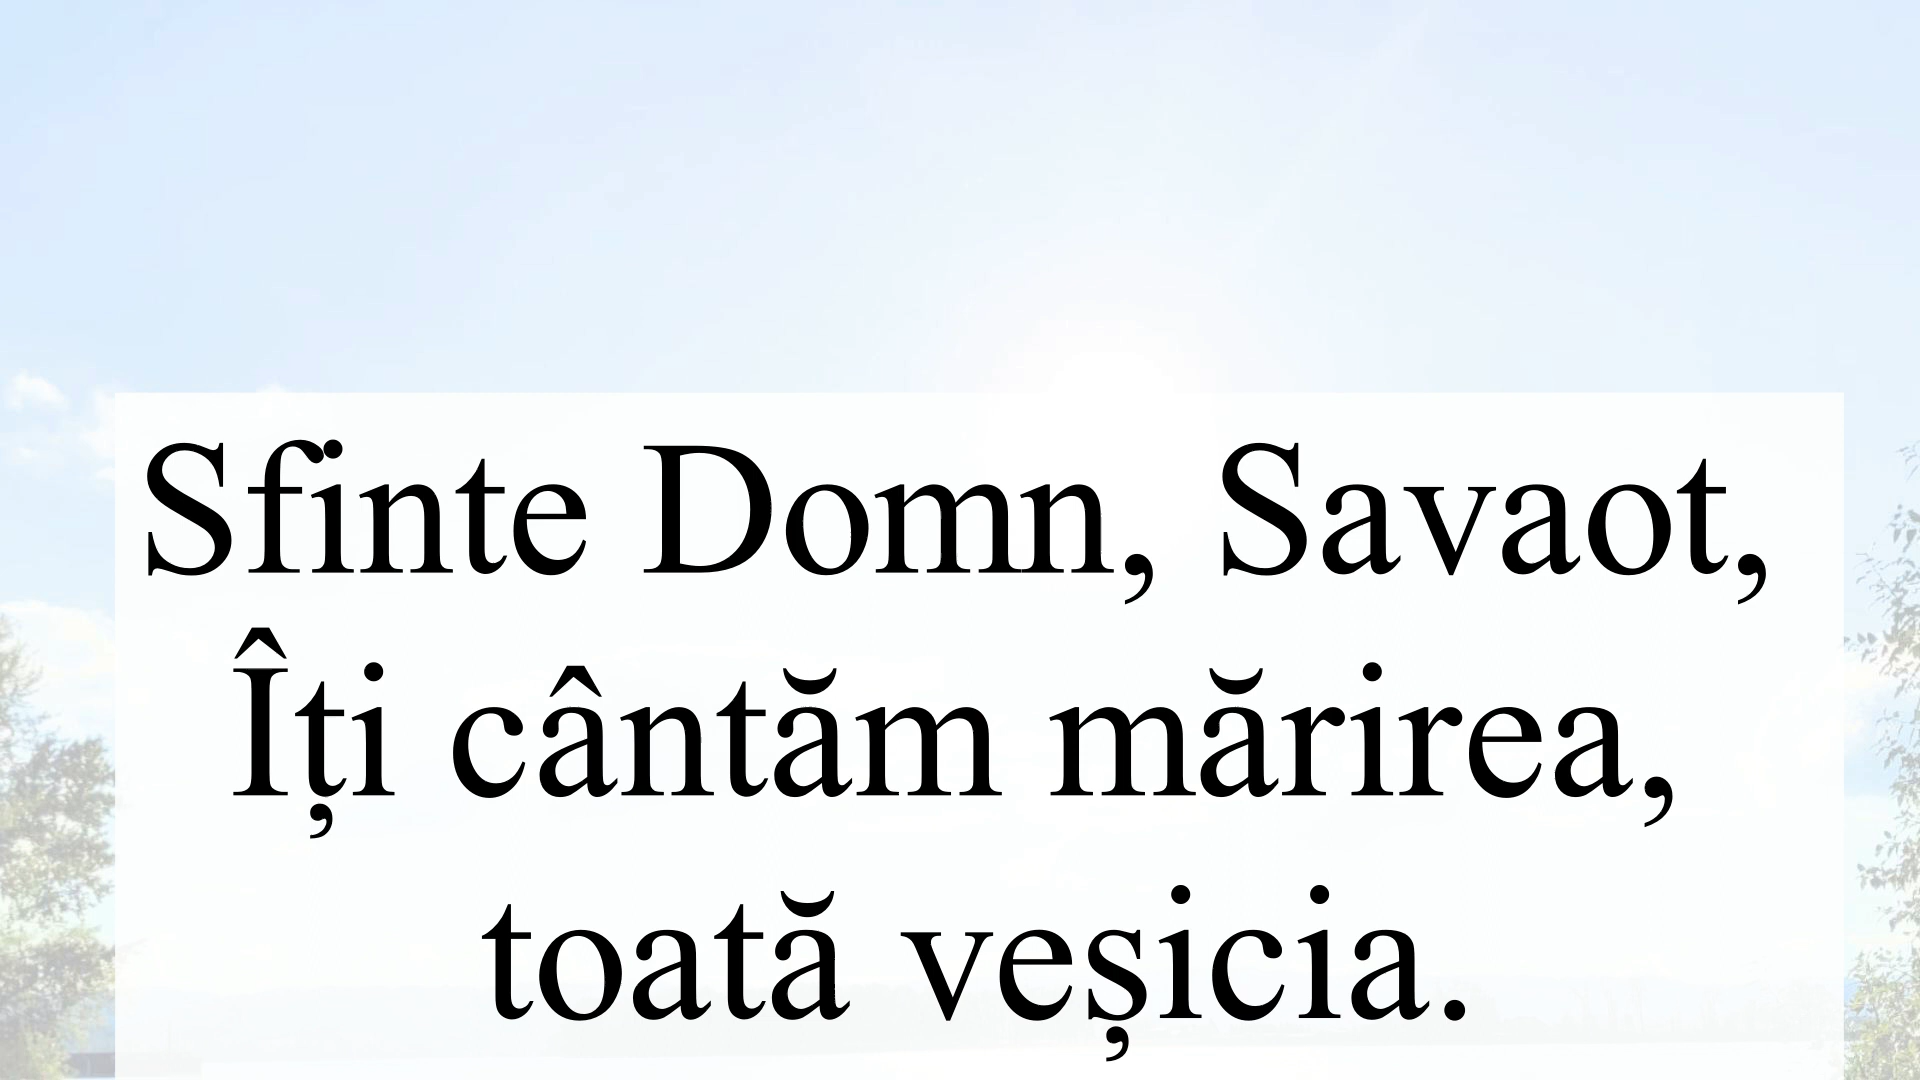 Sfinte Domn, Savaot,
Îți cântăm mărirea,
toată veșicia.